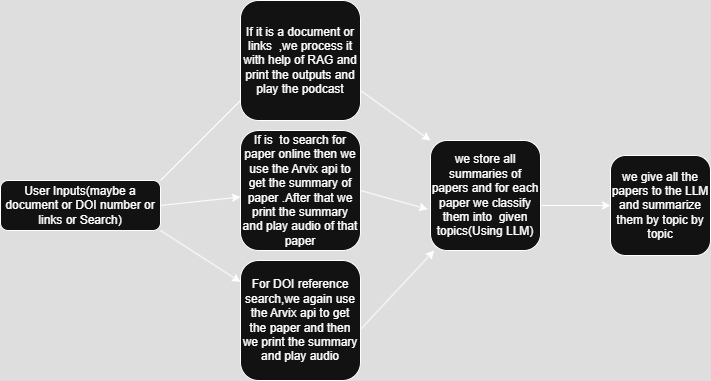 User Inputs(maybe a
document or DOI number or
links or Search)
If it is a document or
links ,we process it
with help of RAG and
print the outputs and
play the podcast
If is to search for
paper online then we
use the Arvix api to
get the summary of
paper .After that we
print the summary
and play audio of that
paper
For DOI reference
search,we again use
the Arvix api to get
the paper and then
we print the summary
and play audio
we store all
summaries of
papers and for each
paper we classify
them into given
topics(Using LLM)
we give all the
papers to the LLM
and summarize
them by topic by
topic